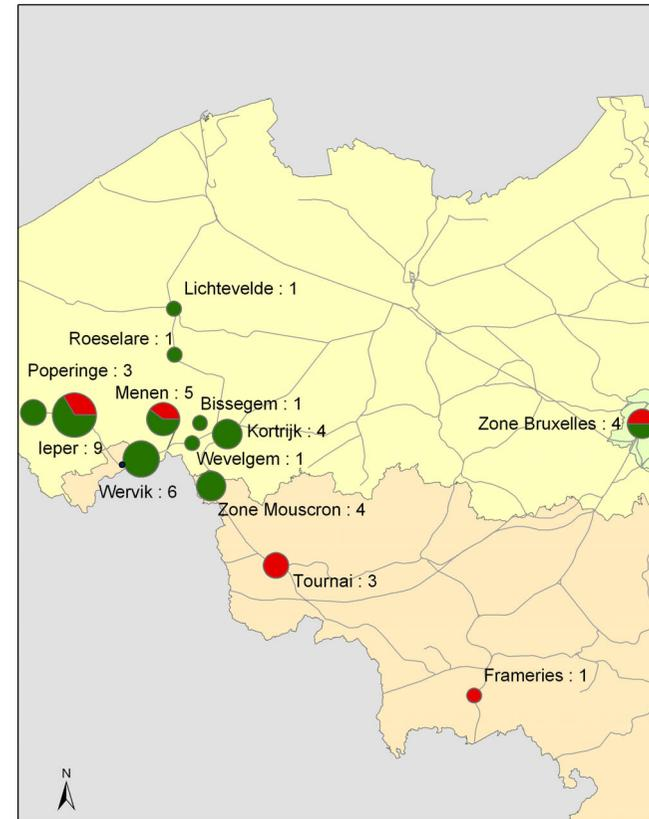 Lichtevelde : 1
Roeselare : 1
Poperinge : 3
Menen : 5
Bissegem : 1
Zone Bruxelles : 4
Kortrijk : 4
Ieper : 9
Wevelgem : 1
Wervik : 6
Zone Mouscron : 4
Tournai : 3
Frameries : 1
N